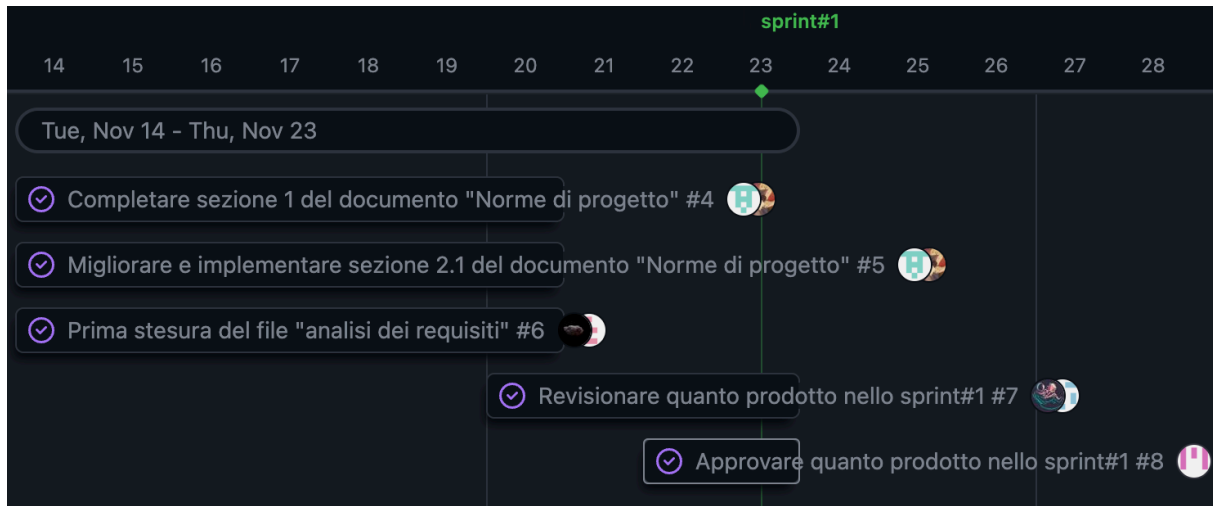 sprint#1
14 15 16 17 18 19 20 21 22 23 24 25 26 27 28
Tue, Nov 14 - Thu, Nov 23
Completare sezione 1 del documento "Norme di progetto" #4
Migliorare e implementare sezione 2.1 del documento "Norme di progetto" #5
Prima stesura del file "analisi dei requisiti" #6
Revisionare quanto prodotto nello sprint#1 #7
Approvare quanto prodotto nello sprint#1 #8